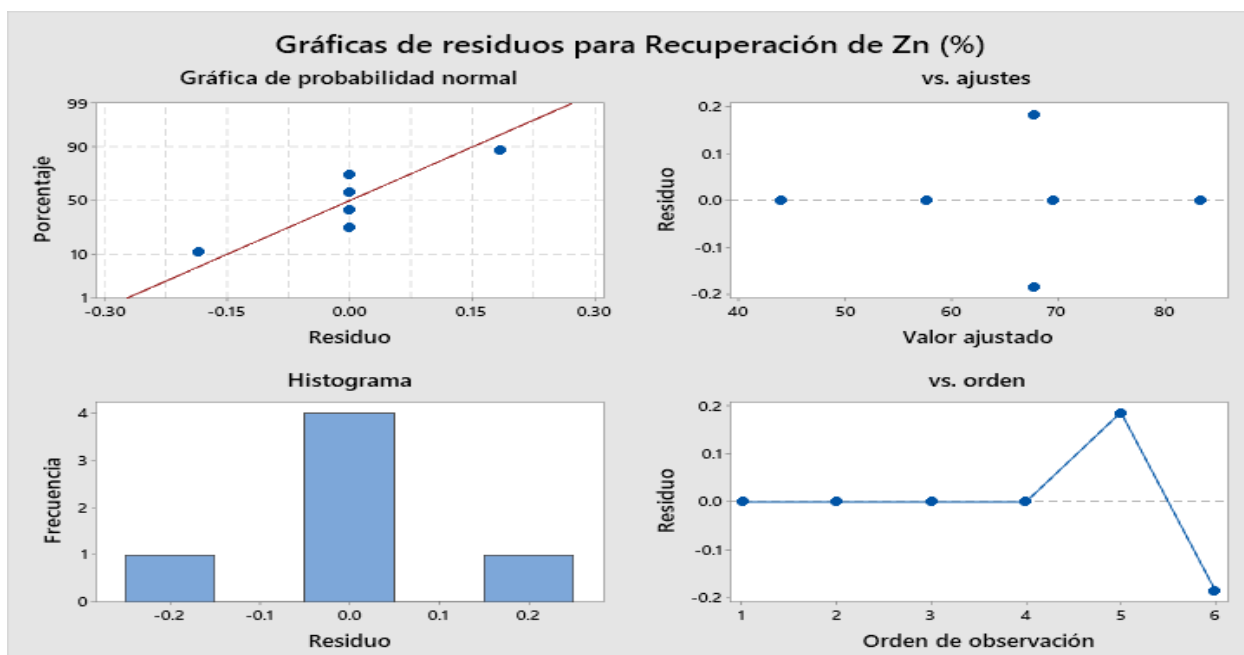 Gráficas de residuos para Recuperación de Zn (%)
Gráfica de probabilidad normal
99
90
50
10
1
Porcentaje
-0.30 -0.15 0.00 0.15 0.30
Residuo
vs. ajustes
0.2
0.1
0.0
-0.1
-0.2
Residuo
40 50 60 70 80
Valor ajustado
Histograma
4
3
2
1
0
Frecuencia
-0.2 -0.1 0.0 0.1 0.2
Residuo
vs. orden
0.2
0.1
0.0
-0.1
-0.2
Residuo
1 2 3 4 5 6
Orden de observación